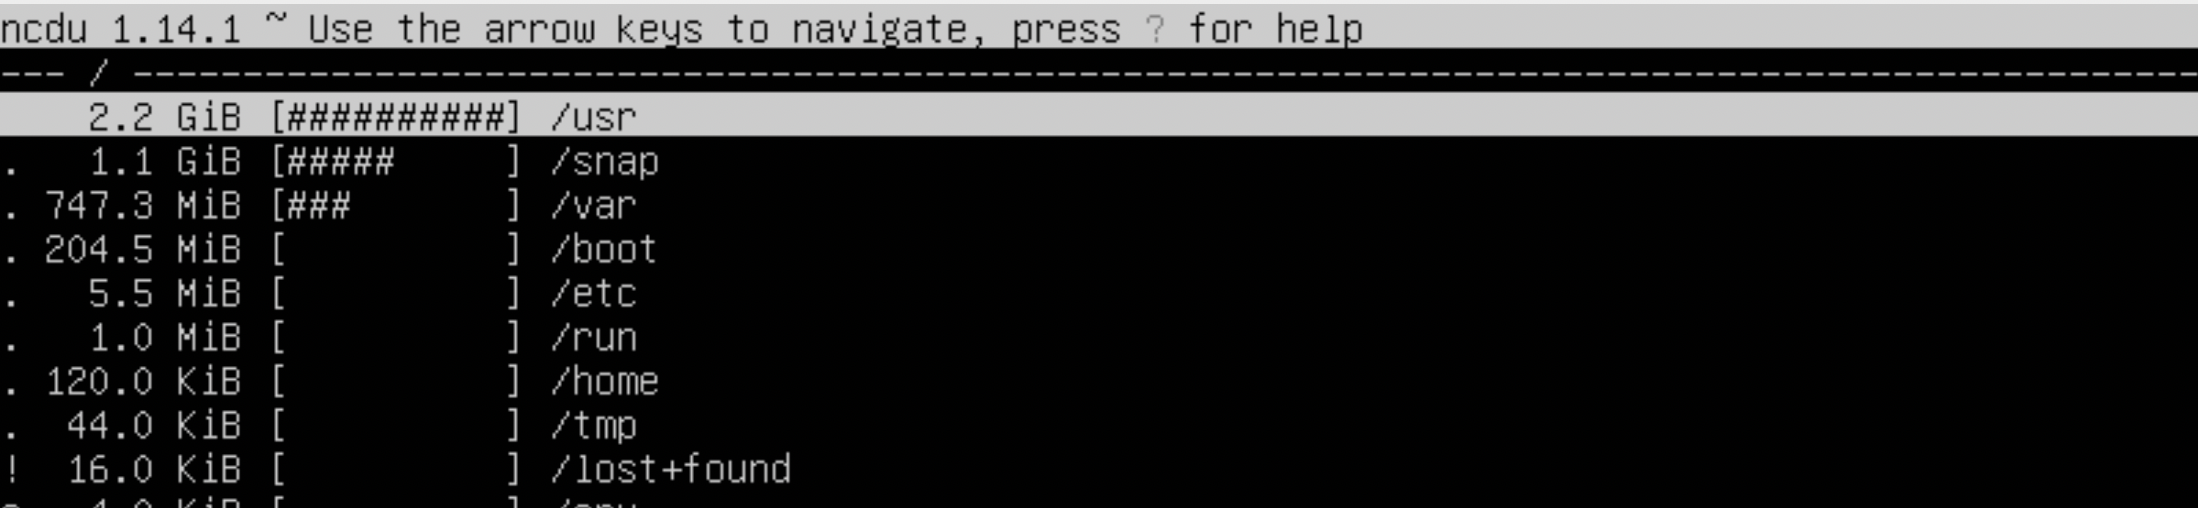 ncdu 1.14.1 ~ Use the arrow keys to navigate, press ? for help
--- / ----------------------------------------------------------------------------------------------
    2.2 GiB [##########] /usr
.   1.1 GiB [#####     ] /snap
. 747.3 MiB [###       ] /var
. 204.5 MiB [          ] /boot
.   5.5 MiB [          ] /etc
.   1.0 MiB [          ] /run
. 120.0 KiB [          ] /home
.  44.0 KiB [          ] /tmp
!  16.0 KiB [          ] /lost+found